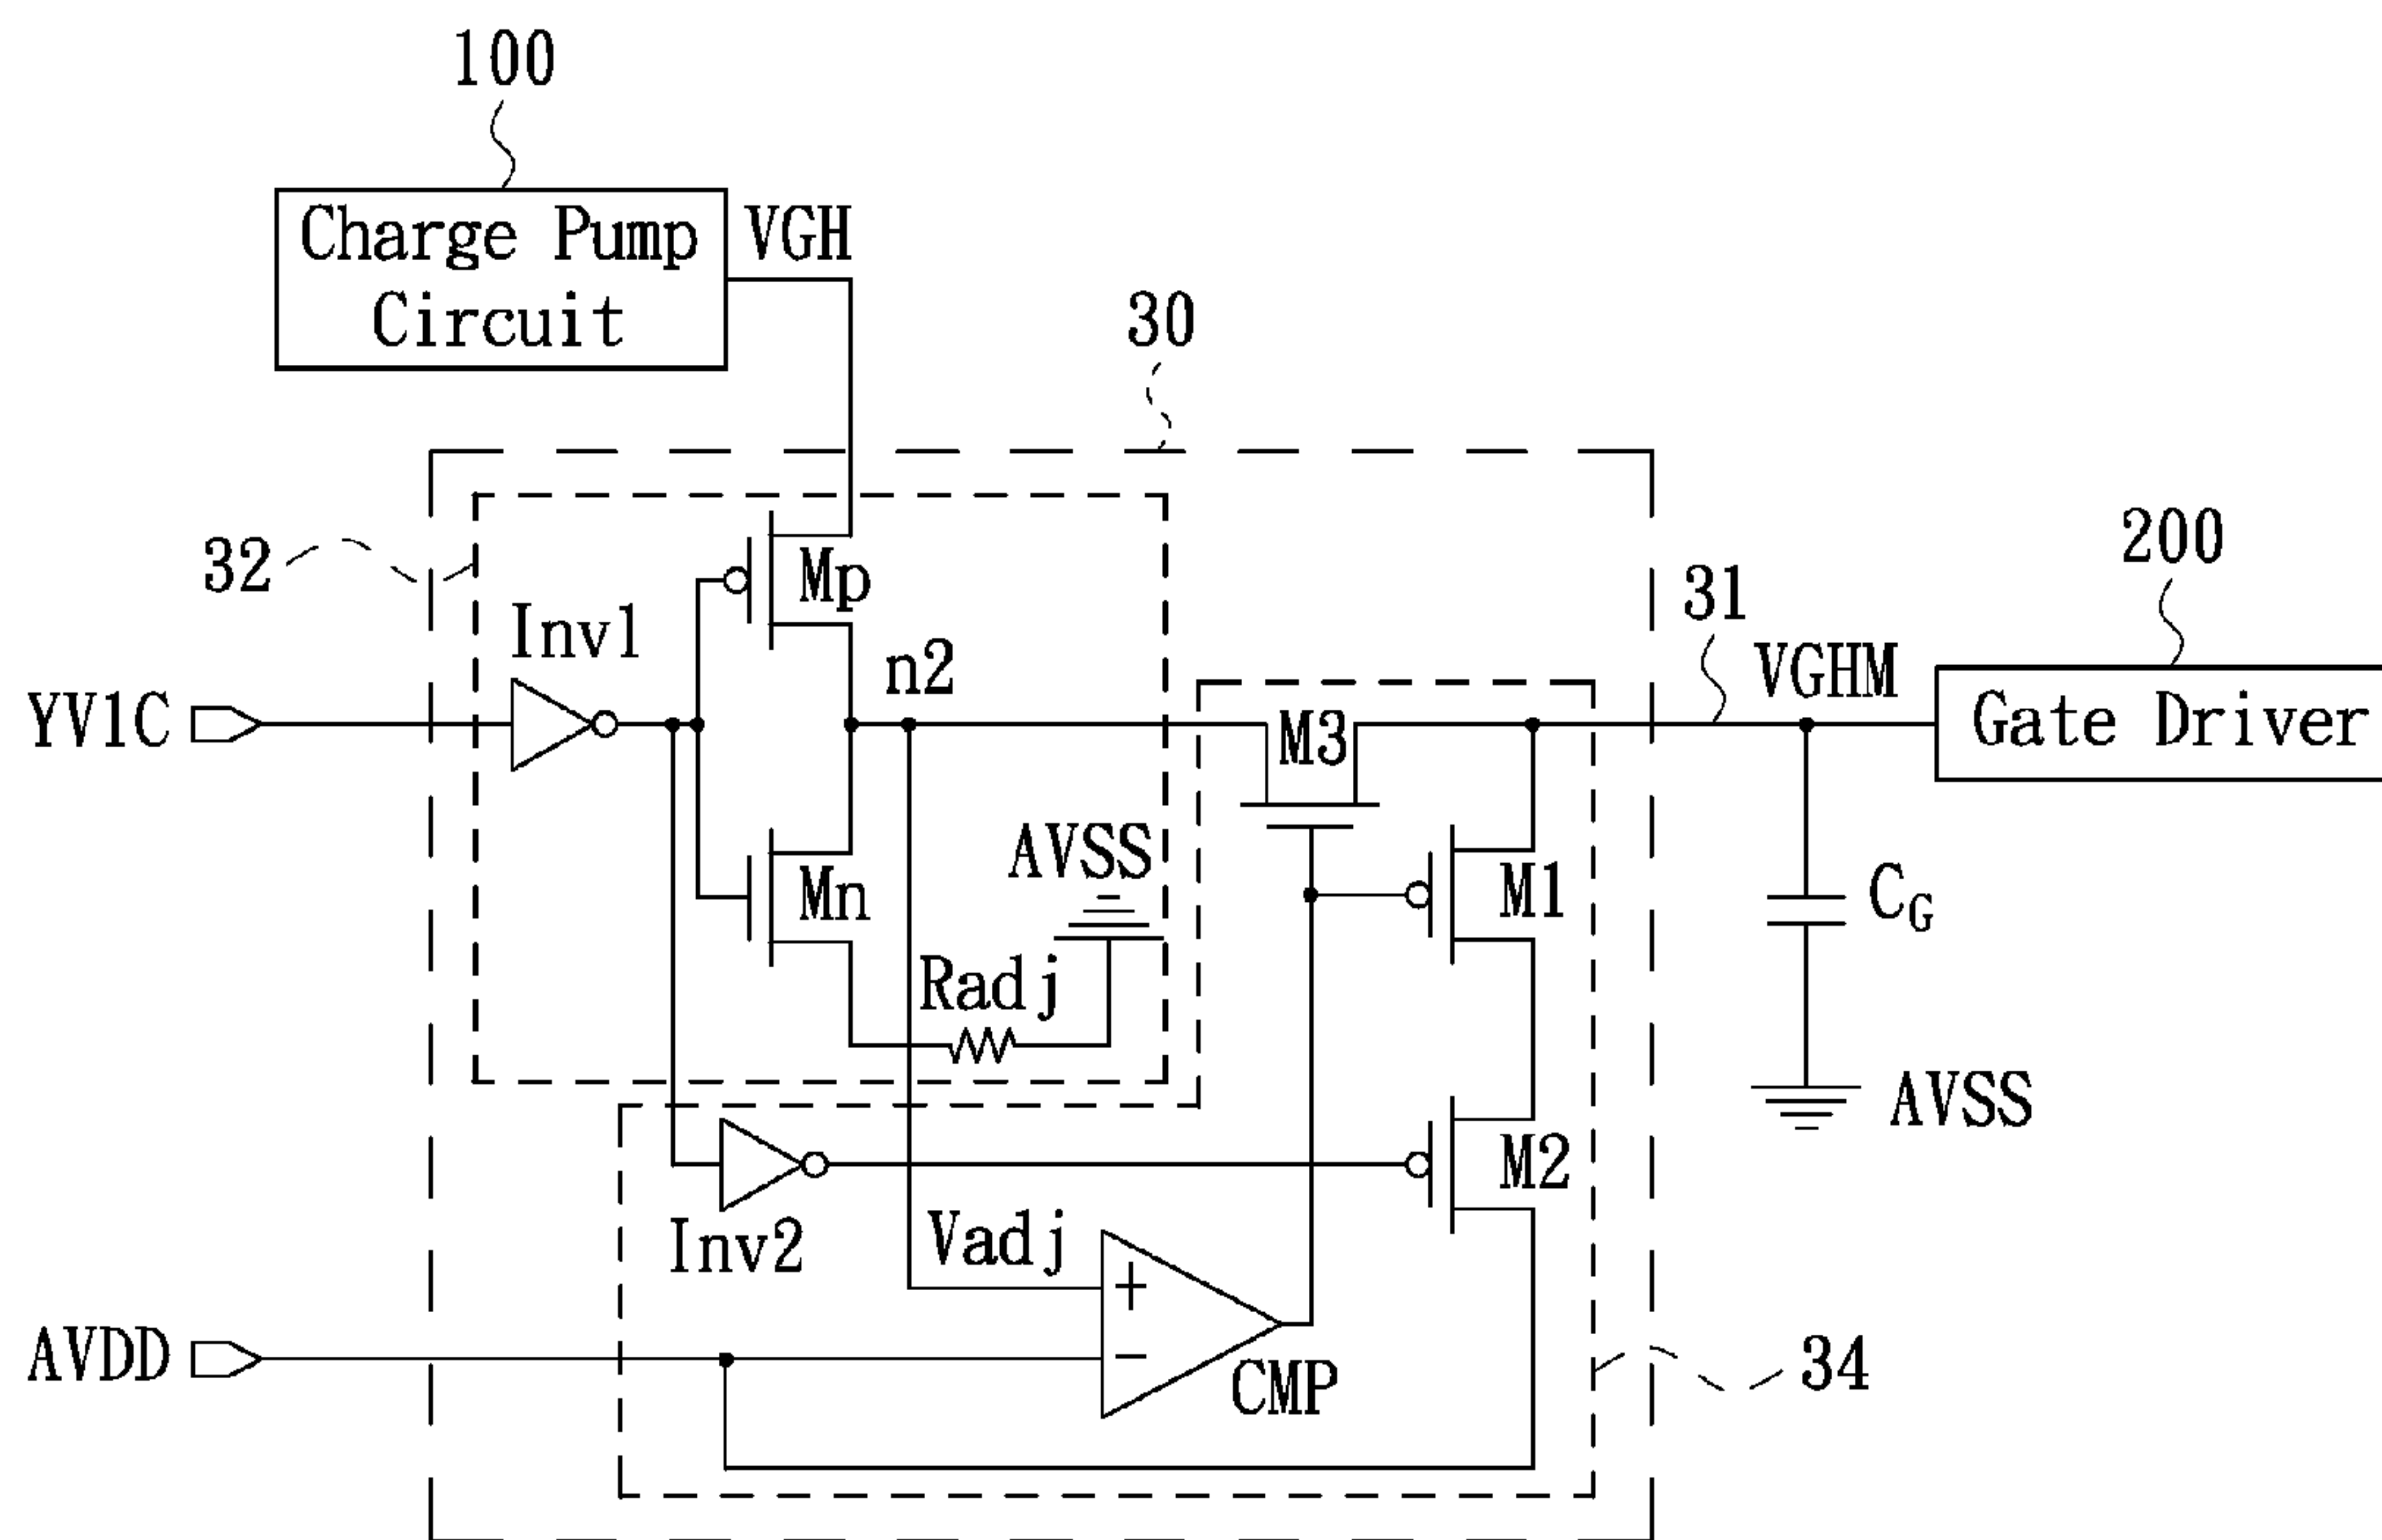 100
Charge Pump
Circuit
VGH
30
32
Mp
200
31
Inv1
n2
VGHM
YV1C
M3
Gate Driver
AVSS
Mn
M1
CG
Radj
AVSS
M2
Inv2
Vadj
+
AVDD
−
CMP
34